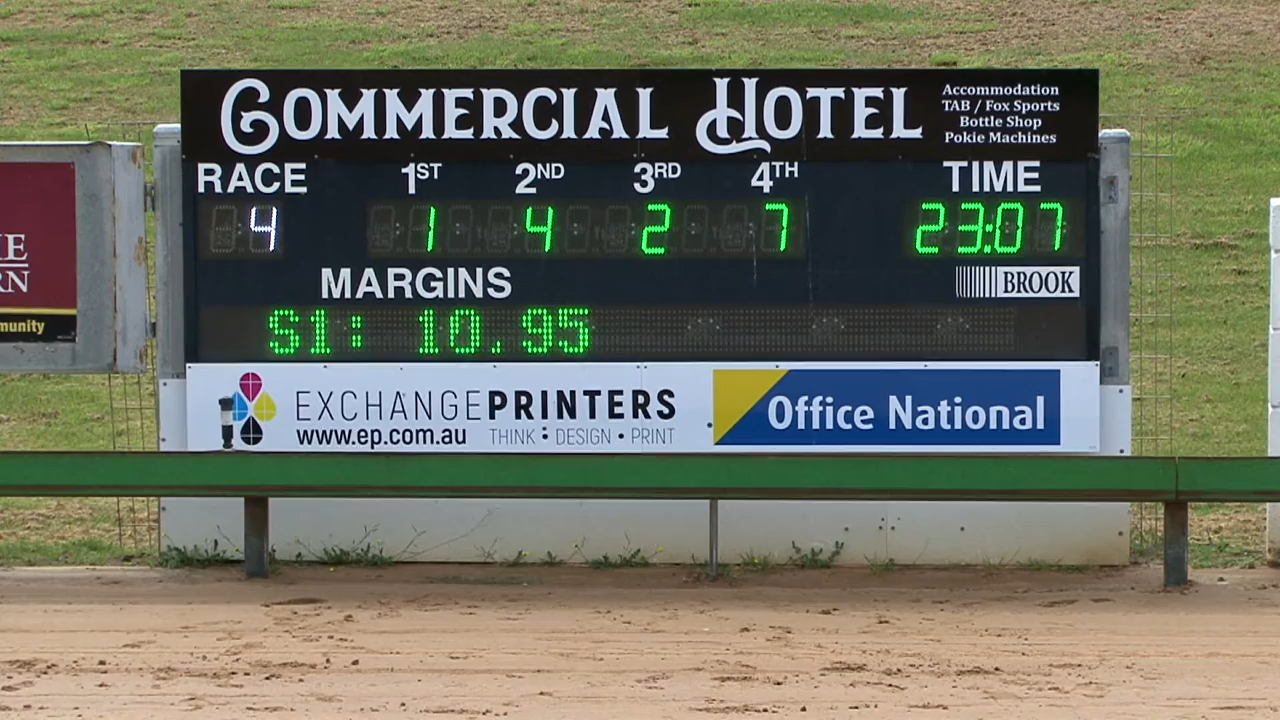 COMMERCIAL HOTEL
Accommodation
TAB / Fox Sports
Bottle Shop
Pokie Machines
RACE 1ST 2ND 3RD 4TH TIME
4 1 4 2 7 23:07
MARGINS
BROOK
S1: 10.95
EXCHANGEPRINTERS
www.ep.com.au THINK : DESIGN • PRINT
Office National